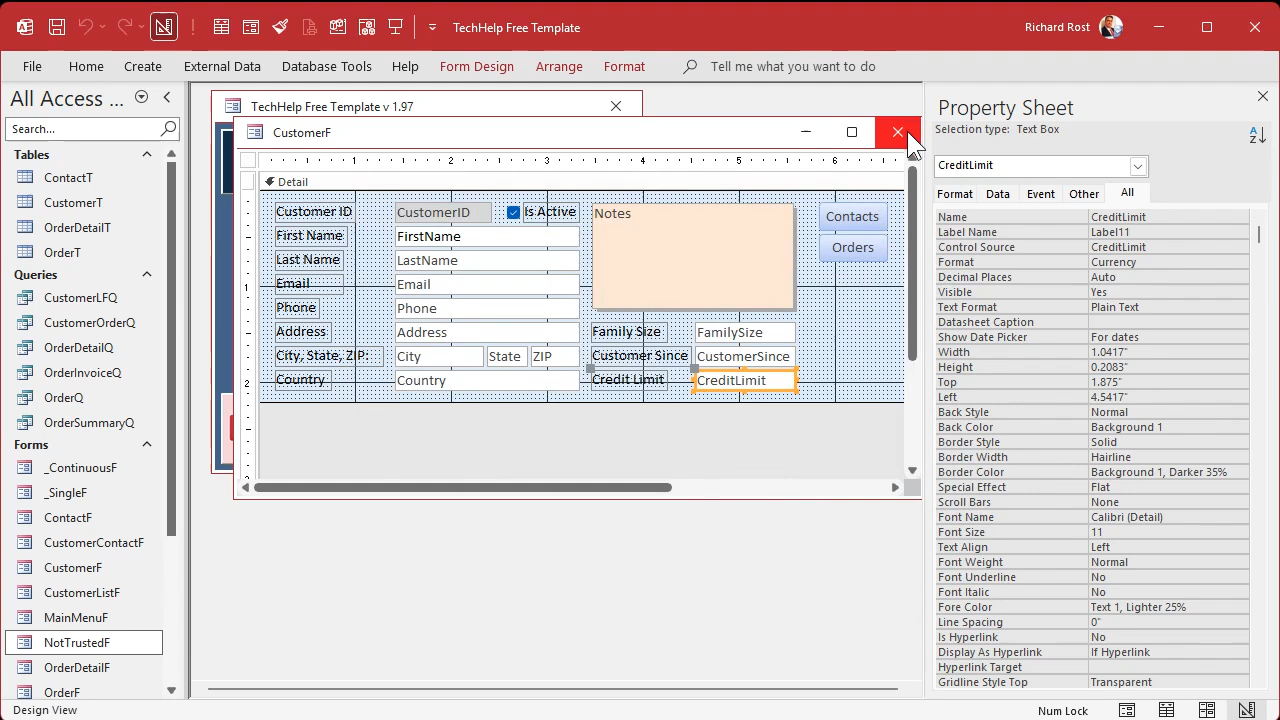 TechHelp Free Template
Richard Rost
File Home Create External Data Database Tools Help Form Design Arrange Format Tell me what you want to do
All Access ...
Search...
Tables
ContactT
CustomerT
OrderDetailT
OrderT
Queries
CustomerLFQ
CustomerOrderQ
OrderDetailQ
OrderInvoiceQ
OrderQ
OrderSummaryQ
Forms
_ContinuousF
_SingleF
ContactF
CustomerContactF
CustomerF
CustomerListF
MainMenuF
NotTrustedF
OrderDetailF
OrderF
TechHelp Free Template v 1.97
CustomerF
1 2 3 4 5 6
Detail
Customer ID CustomerID Is Active
First Name FirstName
Last Name LastName
Email Email
Phone Phone
Address Address
City, State, ZIP: City State ZIP
Country Country
Notes
Family Size FamilySize
Customer Since CustomerSince
Credit Limit CreditLimit
Contacts
Orders
1
2
Property Sheet
Selection type: Text Box
CreditLimit
Format Data Event Other All
Name CreditLimit
Label Name Label11
Control Source CreditLimit
Format Currency
Decimal Places Auto
Visible Yes
Text Format Plain Text
Datasheet Caption
Show Date Picker For dates
Width 1.0417"
Height 0.2083"
Top 1.875"
Left 4.5417"
Back Style Normal
Back Color Background 1
Border Style Solid
Border Width Hairline
Border Color Background 1, Darker 35%
Special Effect Flat
Scroll Bars None
Font Name Calibri (Detail)
Font Size 11
Text Align Left
Font Weight Normal
Font Underline No
Font Italic No
Fore Color Text 1, Lighter 25%
Line Spacing 0"
Is Hyperlink No
Display As Hyperlink If Hyperlink
Hyperlink Target
Gridline Style Top Transparent
Design View
Num Lock